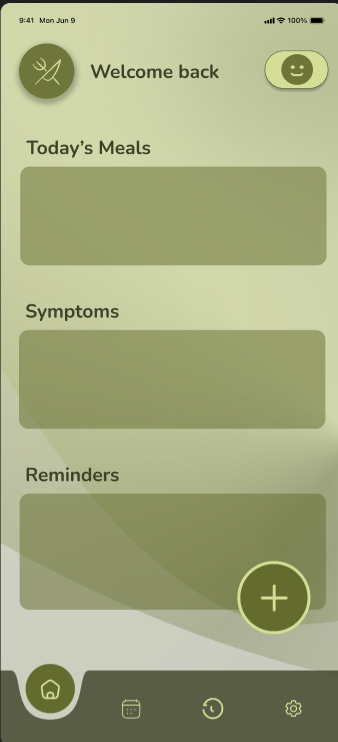 9:41 Mon Jun 9
100%
Welcome back
Today's Meals
Symptoms
Reminders